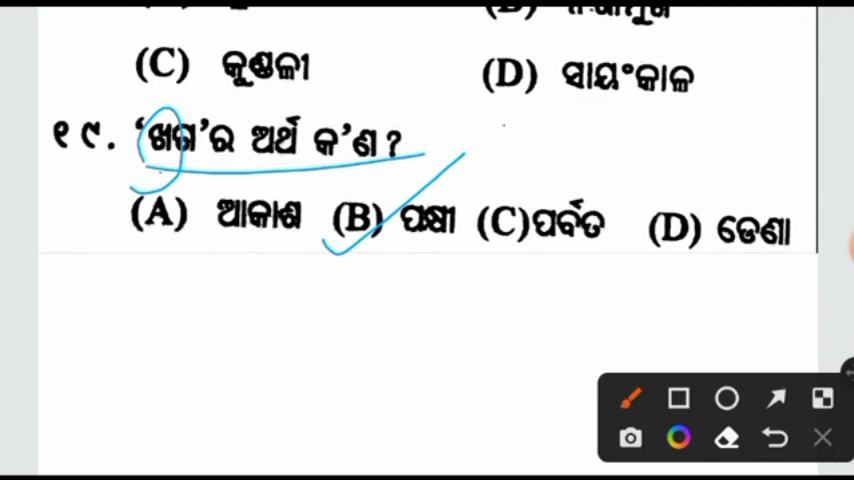 (C) କୁଣ୍ଡଳୀ (D) ସାୟଂକାଳ
୧୯. 'ଖଗ'ର ଅର୍ଥ କ'ଣ?
(A) ଆକାଶ (B) ପକ୍ଷୀ (C) ପର୍ବତ (D) ଡେଣା